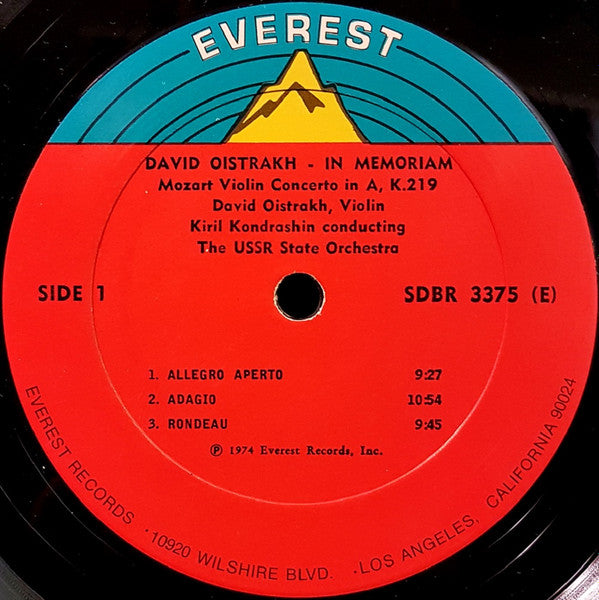 EVEREST
DAVID OISTRAKH - IN MEMORIAM
Mozart Violin Concerto in A, K.219
David Oistrakh, Violin
Kiril Kondrashin conducting
The USSR State Orchestra
SIDE 1 SDBR 3375 (E)
1. ALLEGRO APERTO 9:27
2. ADAGIO 10:54
3. RONDEAU 9:45
℗ 1974 Everest Records, Inc.
EVEREST RECORDS · 10920 WILSHIRE BLVD. · LOS ANGELES, CALIFORNIA 90024